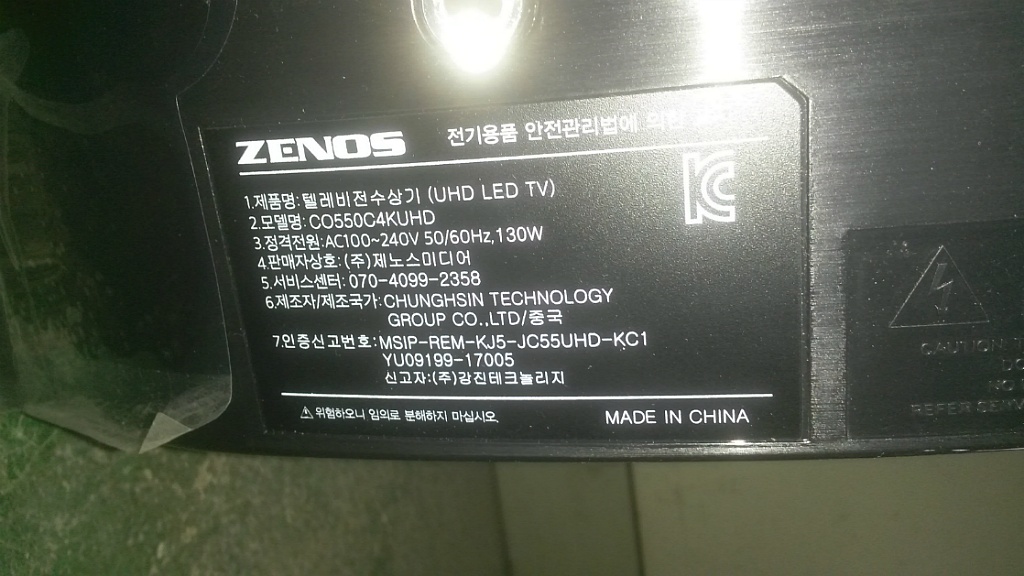 ZENOS
전기용품 안전관리법에 의한
1.제품명:텔레비전수상기 (UHD LED TV)
2.모델명:CO550C4KUHD
3.정격전원:AC100~240V 50/60Hz,130W
4.판매자상호:(주)제노스미디어
5.서비스센터:070-4099-2358
6.제조자/제조국가:CHUNGHSIN TECHNOLOGY
GROUP CO.,LTD/중국
7.인증신고번호:MSIP-REM-KJ5-JC55UHD-KC1
YU09199-17005
신고자:(주)강진테크놀리지
위험하오니 임의로 분해하지 마십시오.
MADE IN CHINA
CAUTION
REFER